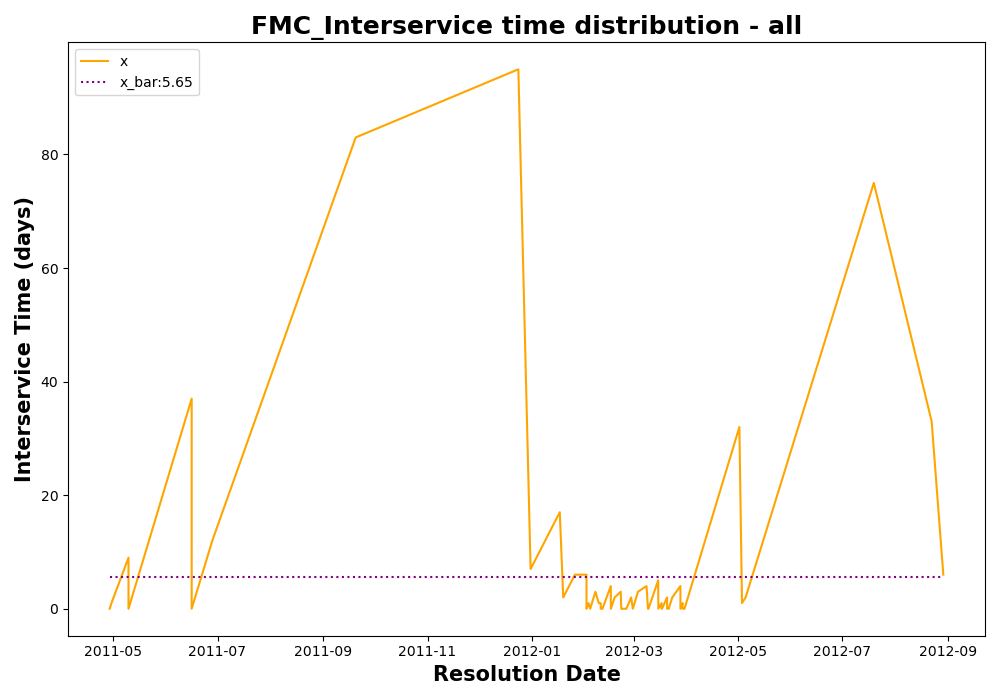 FMC_Interservice time distribution - all
x
x_bar:5.65
Interservice Time (days)
80
60
40
20
0
2011-05 2011-07 2011-09 2011-11 2012-01 2012-03 2012-05 2012-07 2012-09
Resolution Date